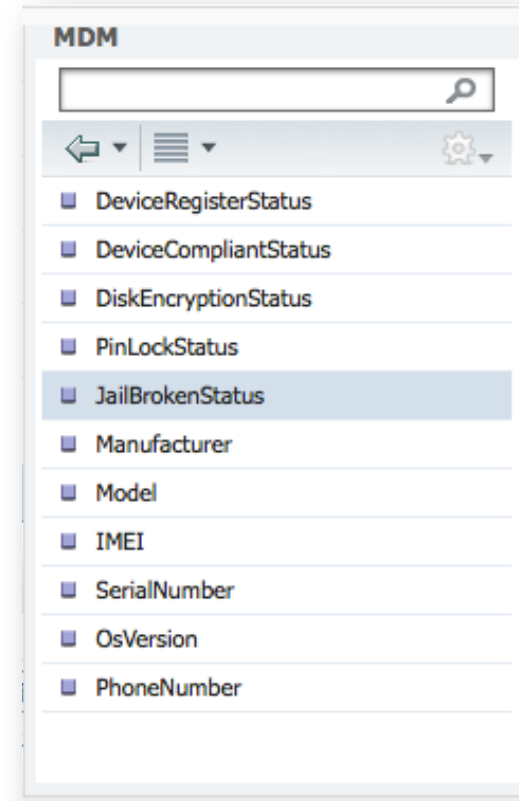 MDM
DeviceRegisterStatus
DeviceCompliantStatus
DiskEncryptionStatus
PinLockStatus
JailBrokenStatus
Manufacturer
Model
IMEI
SerialNumber
OsVersion
PhoneNumber